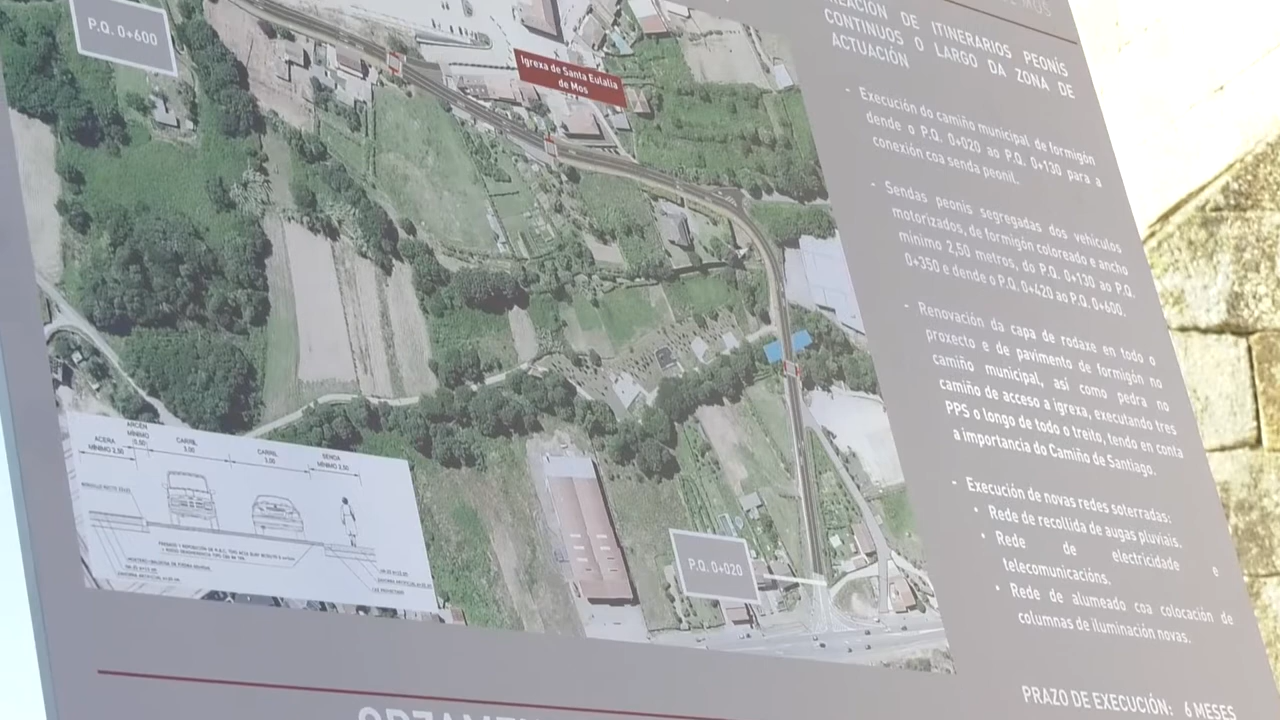 P.Q. 0+600
Igrexa de Santa Eulalia
de Mos
P.Q. 0+020
ACERA
MÍNIMO 2,00
ARCÉN
MÍNIMO
CARRIL
3,00
CARRIL
3,00
SENDA
MÍNIMO 2,50
DE ITINERARIOS PEONÍS
CONTINUOS O LARGO DA ZONA DE
ACTUACIÓN
- Execución do camiño municipal de formigón
dende o P.Q. 0+020 ao P.Q. 0+130 para a
conexión coa senda peonil.
- Sendas peonís segregadas dos vehículos
motorizados, de formigón coloreado e ancho
mínimo 2,50 metros, do P.Q. 0+130 ao P.Q.
0+350 e dende o P.Q. 0+420 ao P.Q. 0+600.
- Renovación da capa de rodaxe en todo o
proxecto e de pavimento de formigón no
camiño municipal, así como pedra no
camiño de acceso a igrexa, executando tres
PPS o longo de todo o treito, tendo en conta
a importancia do Camiño de Santiago.
- Execución de novas redes soterradas:
• Rede de recollida de augas pluviais.
• Rede de electricidade e
telecomunicacións.
• Rede de alumeado coa colocación de
columnas de iluminación novas.
PRAZO DE EXECUCIÓN: 6 MESES